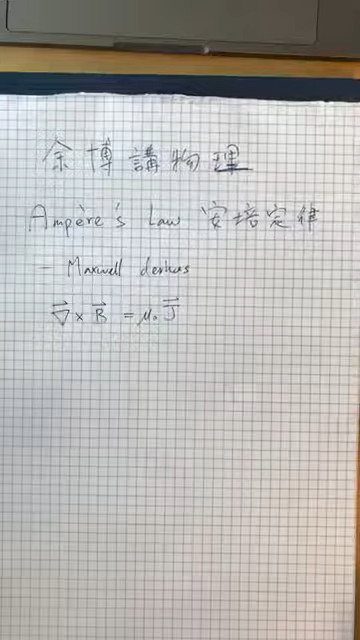 余博講物理
Ampère's Law 安培定律
- Maxwell derives
∇⃗ × B⃗ = μ₀ J⃗